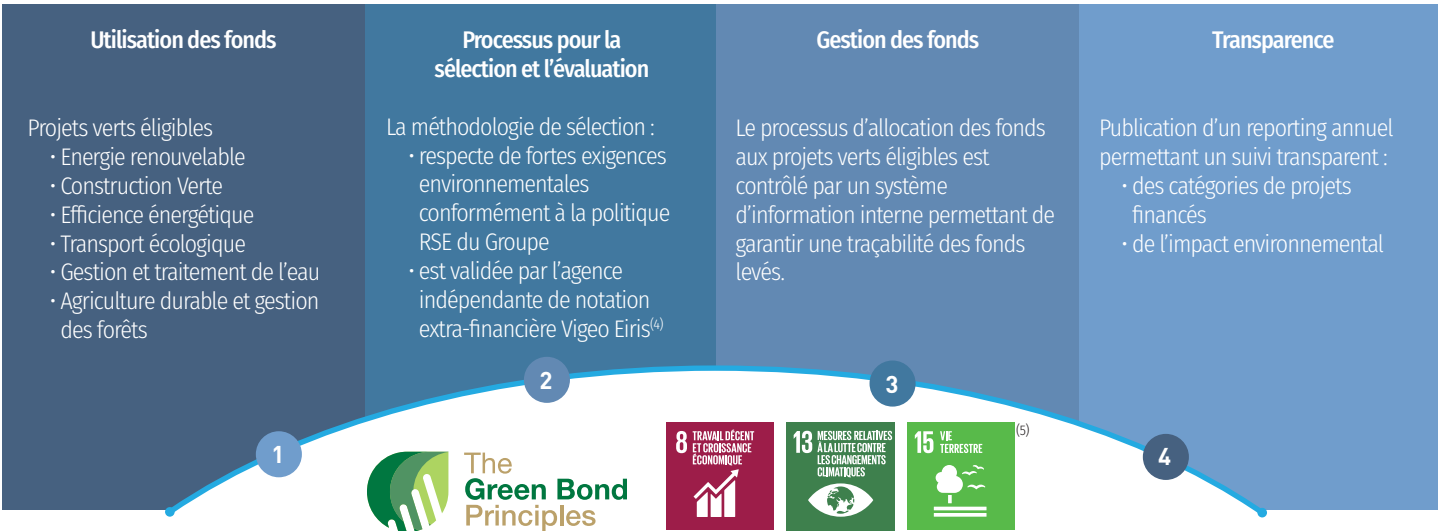 Utilisation des fonds
Projets verts éligibles
· Energie renouvelable
· Construction Verte
· Efficience énergétique
· Transport écologique
· Gestion et traitement de l'eau
· Agriculture durable et gestion
des forêts
1
Processus pour la
sélection et l'évaluation
La méthodologie de sélection :
· respecte de fortes exigences
environnementales
conformément à la politique
RSE du Groupe
· est validée par l'agence
indépendante de notation
extra-financière Vigeo Eiris(4)
2
Gestion des fonds
Le processus d'allocation des fonds
aux projets verts éligibles est
contrôlé par un système
d'information interne permettant de
garantir une traçabilité des fonds
levés.
3
Transparence
Publication d'un reporting annuel
permettant un suivi transparent :
· des catégories de projets
financés
· de l'impact environnemental
4
The
Green Bond
Principles
8 TRAVAIL DÉCENT
ET CROISSANCE
ÉCONOMIQUE
13 MESURES RELATIVES
À LA LUTTE CONTRE
LES CHANGEMENTS
CLIMATIQUES
15 VIE
TERRESTRE
(5)